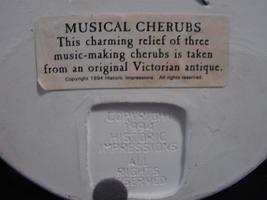 MUSICAL CHERUBS
This charming relief of three
music-making cherubs is taken
from an original Victorian antique.
Copyright 1994 Historic Impressions. All rights reserved.
COPYRIGHT
1994
HISTORIC
IMPRESSIONS
ALL
RIGHTS
RESERVED